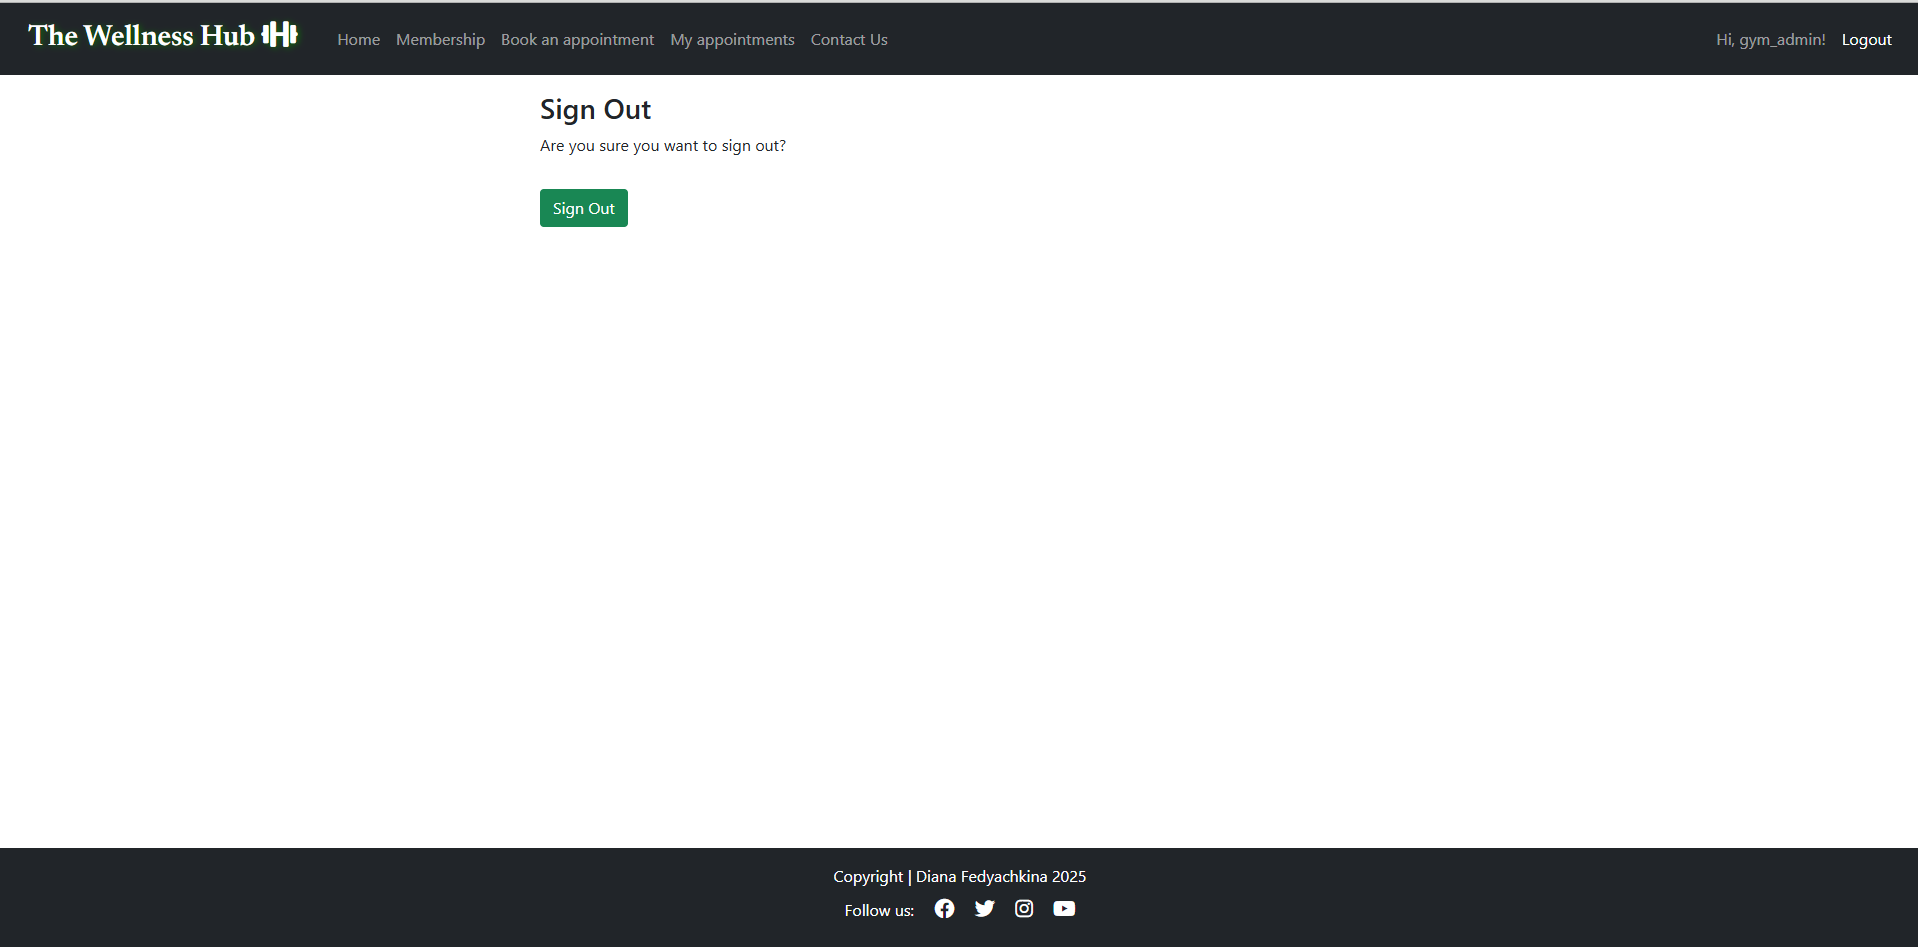 The Wellness Hub
Home Membership Book an appointment My appointments Contact Us Hi, gym_admin! Logout
Sign Out
Are you sure you want to sign out?
Sign Out
Copyright | Diana Fedyachkina 2025
Follow us: